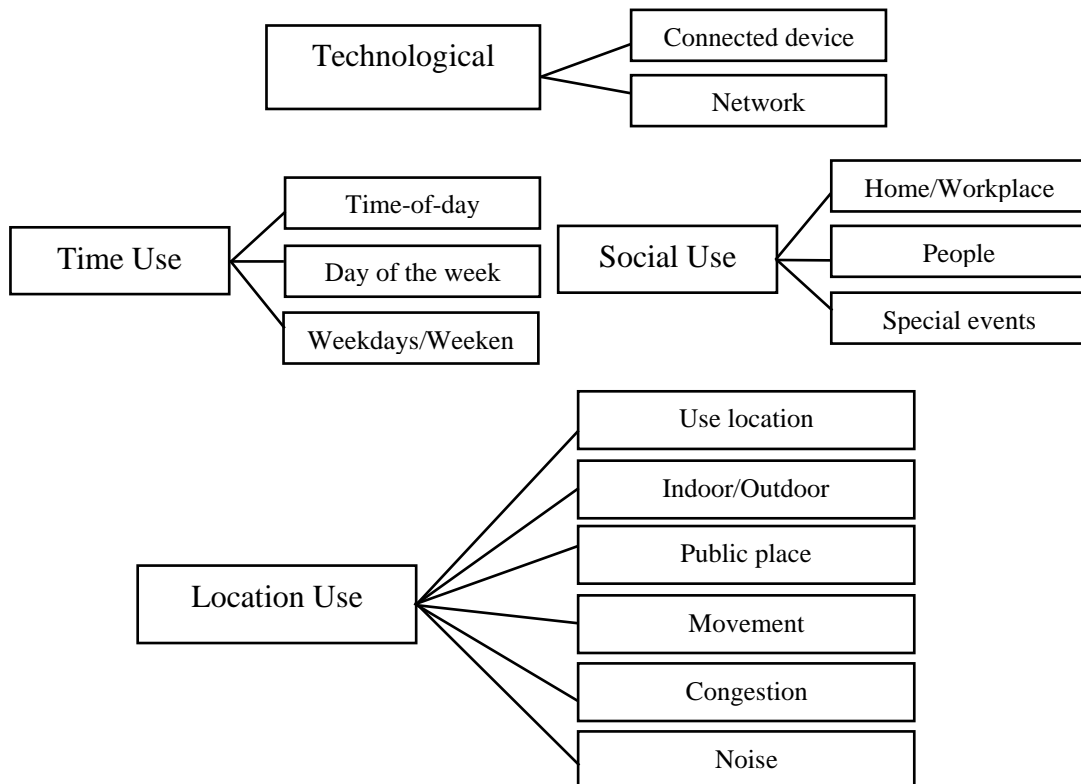 Technological
Connected device
Network
Time Use
Time-of-day
Day of the week
Weekdays/Weeken
Social Use
Home/Workplace
People
Special events
Location Use
Use location
Indoor/Outdoor
Public place
Movement
Congestion
Noise